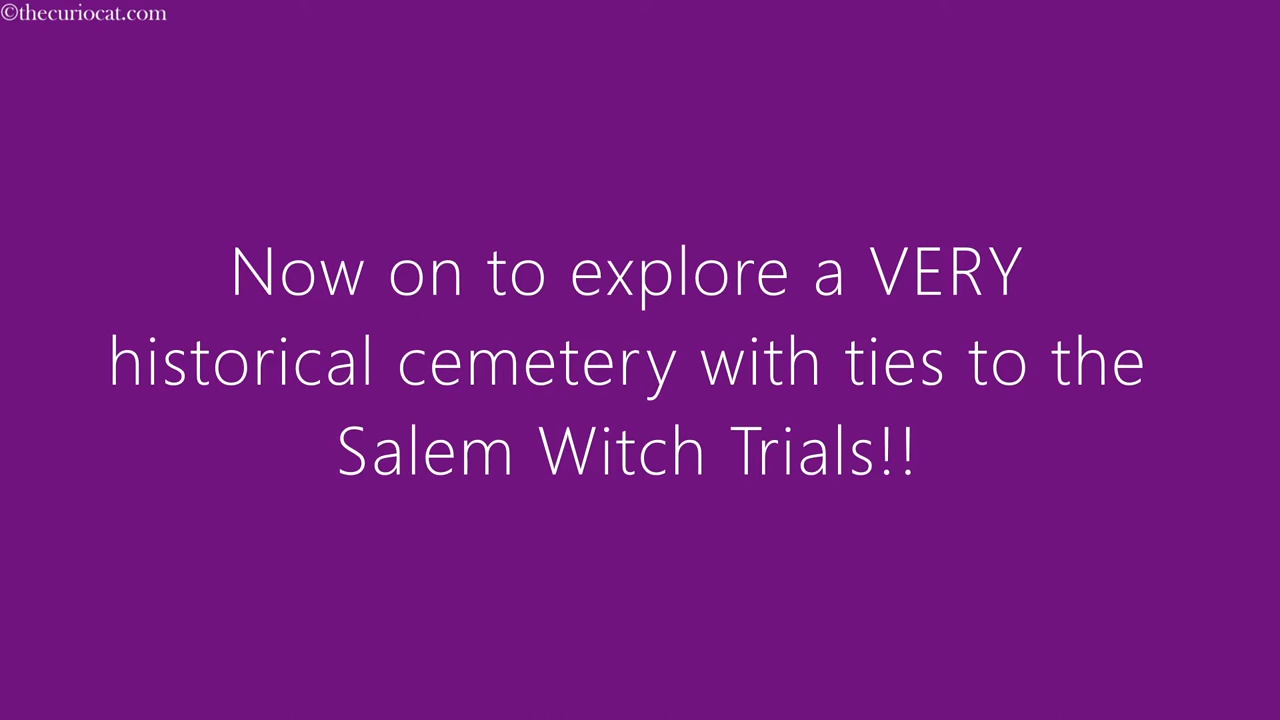 ©thecuriocat.com
Now on to explore a VERY
historical cemetery with ties to the
Salem Witch Trials!!